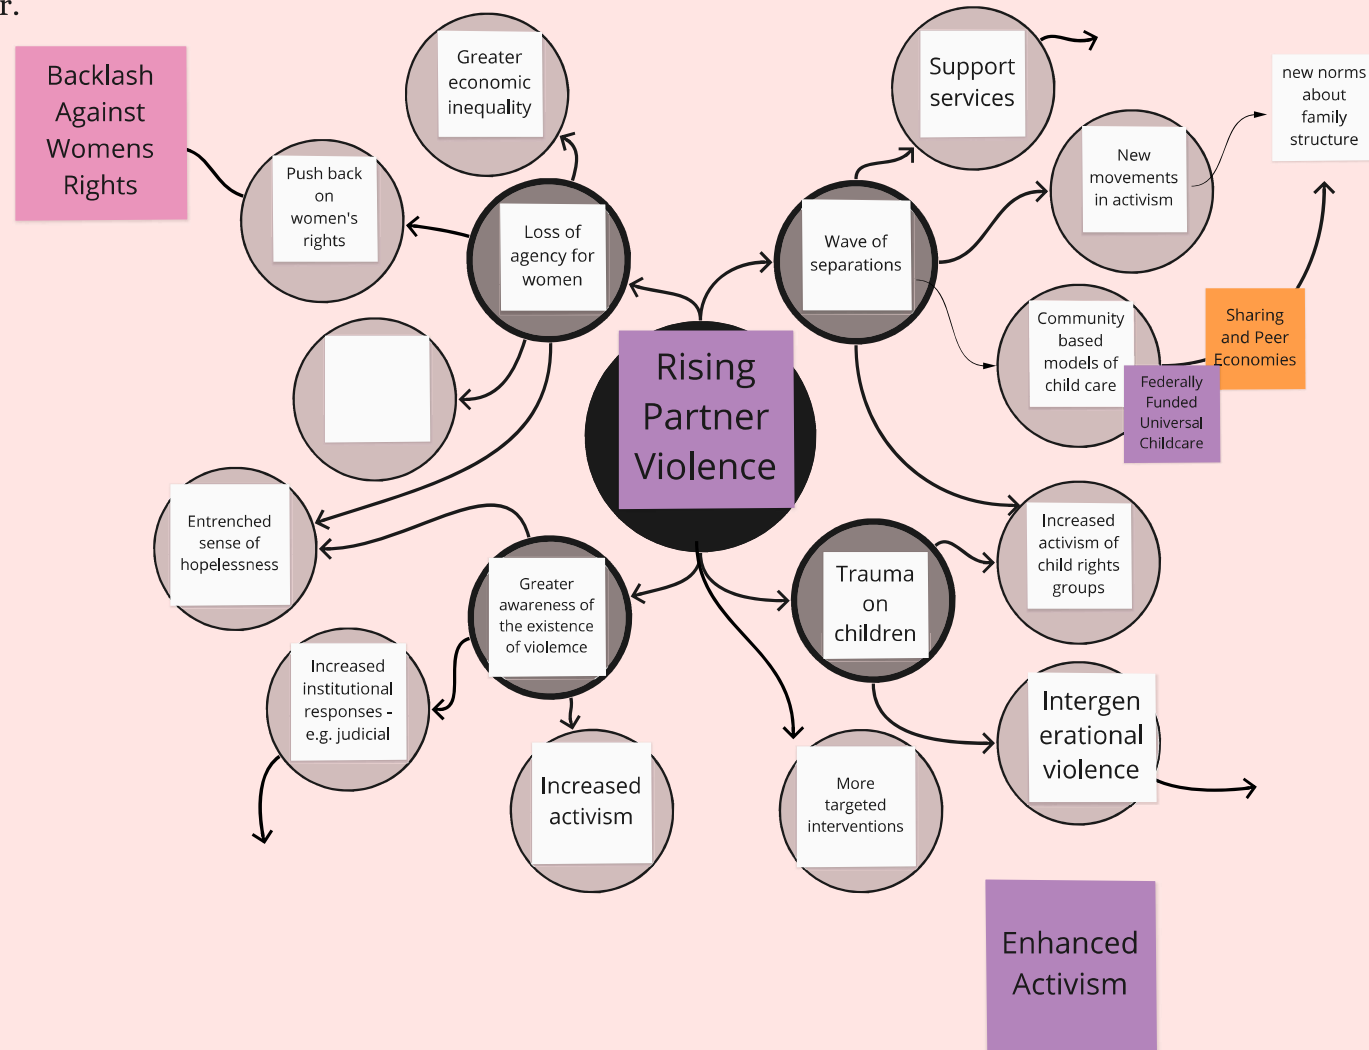 r.
Backlash
Against
Womens
Rights
Greater
economic
inequality
Push back
on
women's
rights
Loss of
agency for
women
Support
services
New
movements
in activism
new norms
about
family
structure
Wave of
separations
Community
based
models of
child care
Sharing
and Peer
Economies
Federally
Funded
Universal
Childcare
Rising
Partner
Violence
Entrenched
sense of
hopelessness
Greater
awareness of
the existence
of violemce
Trauma
on
children
Increased
activism of
child rights
groups
Increased
institutional
responses -
e.g. judicial
Increased
activism
More
targeted
interventions
Intergen
erational
violence
Enhanced
Activism